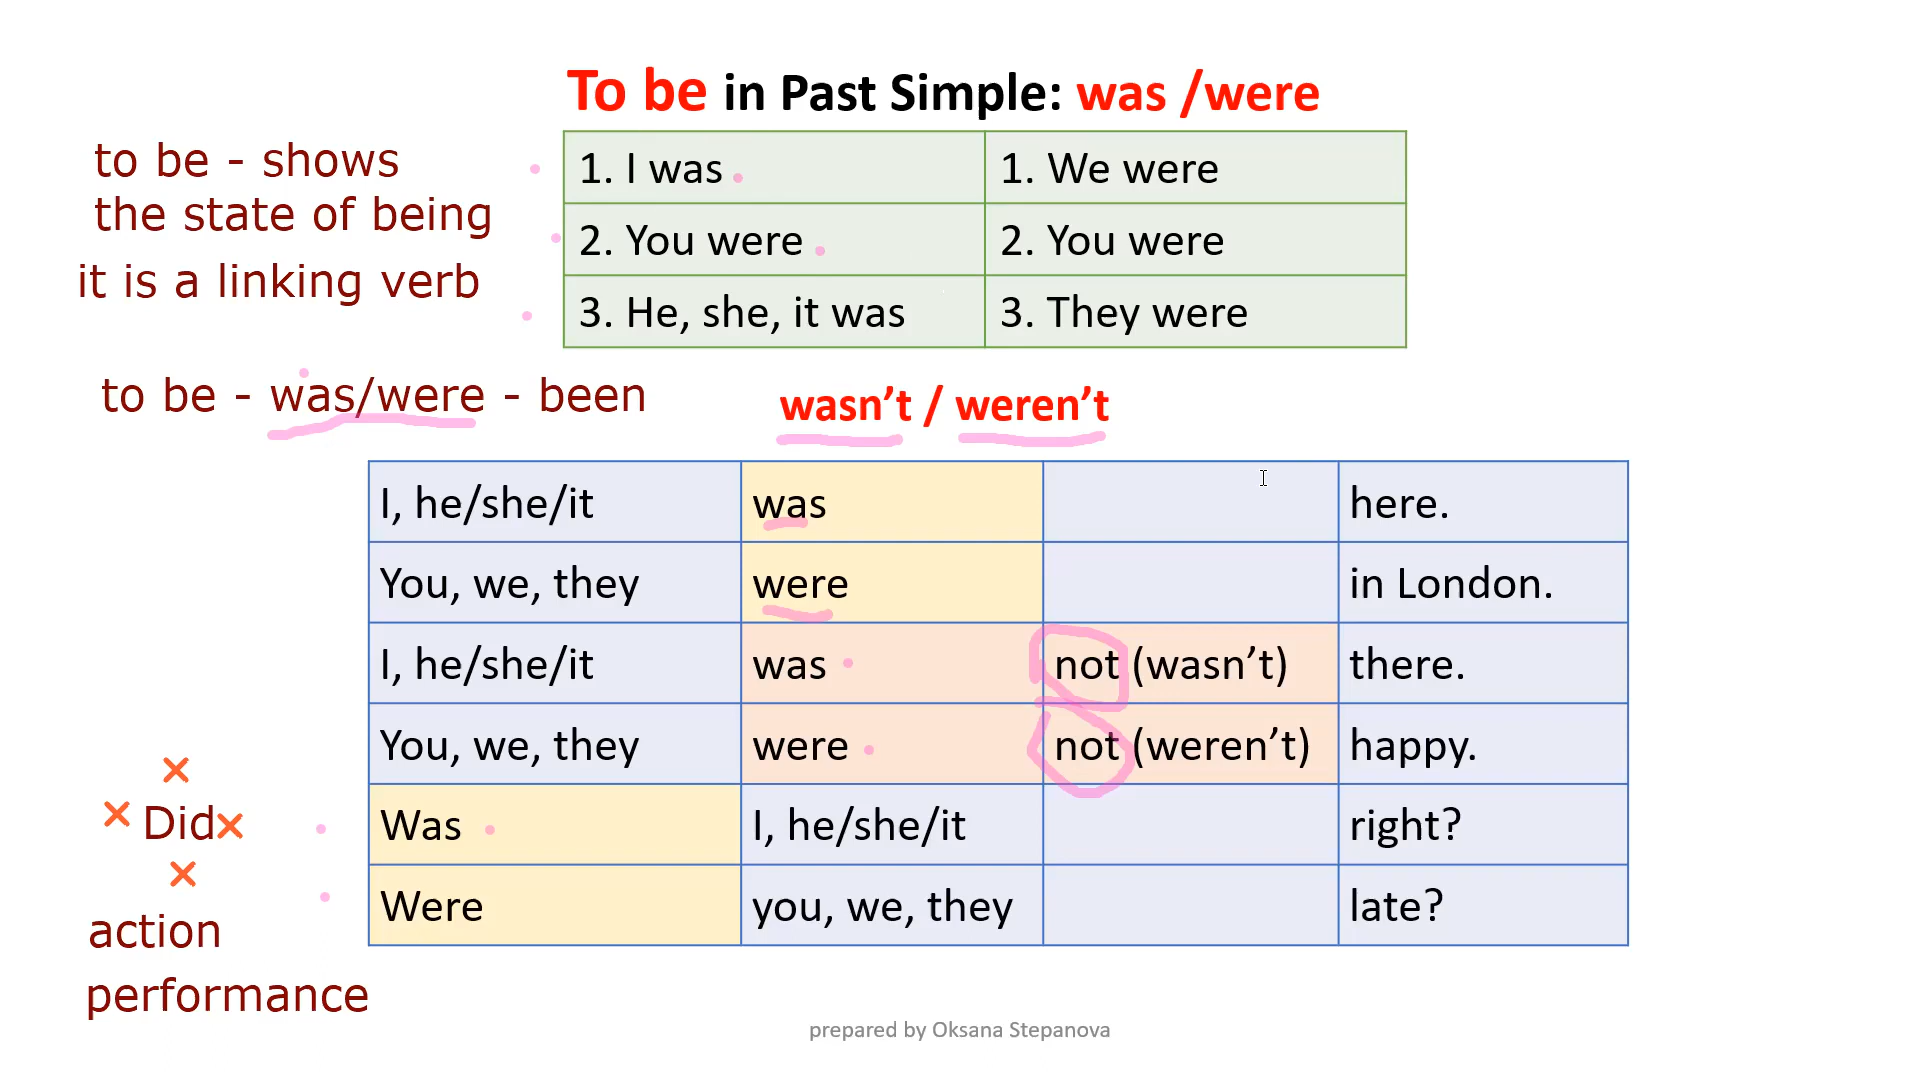 To be in Past Simple: was /were
to be - shows
the state of being
it is a linking verb
1. I was 1. We were
2. You were 2. You were
3. He, she, it was 3. They were
to be - was/were - been
wasn’t / weren’t
I, he/she/it was here.
You, we, they were in London.
I, he/she/it was not (wasn’t) there.
You, we, they were not (weren’t) happy.
Was I, he/she/it right?
Were you, we, they late?
Did
action
performance
prepared by Oksana Stepanova